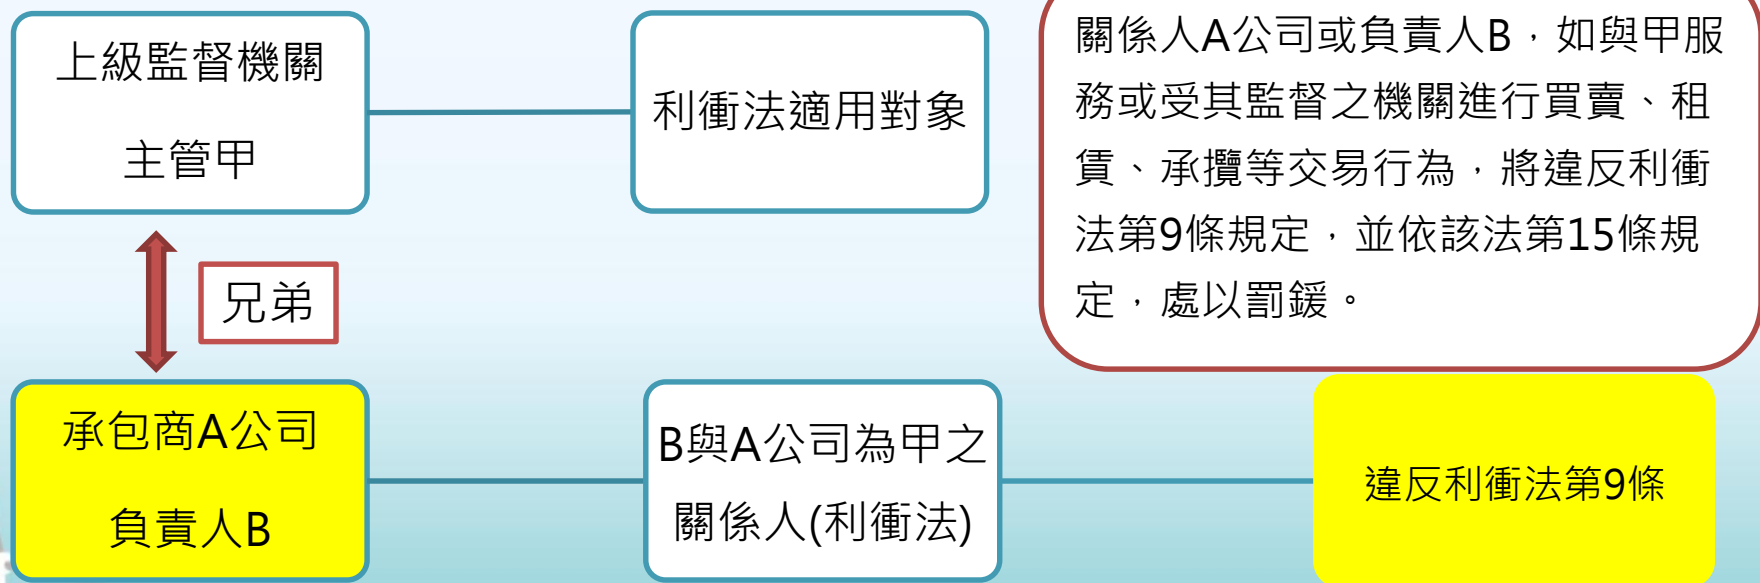 上級監督機關
主管甲
利衝法適用對象
關係人A公司或負責人B，如與甲服
務或受其監督之機關進行買賣、租
賃、承攬等交易行為，將違反利衝
法第9條規定，並依該法第15條規
定，處以罰鍰。
兄弟
承包商A公司
負責人B
B與A公司為甲之
關係人(利衝法)
違反利衝法第9條